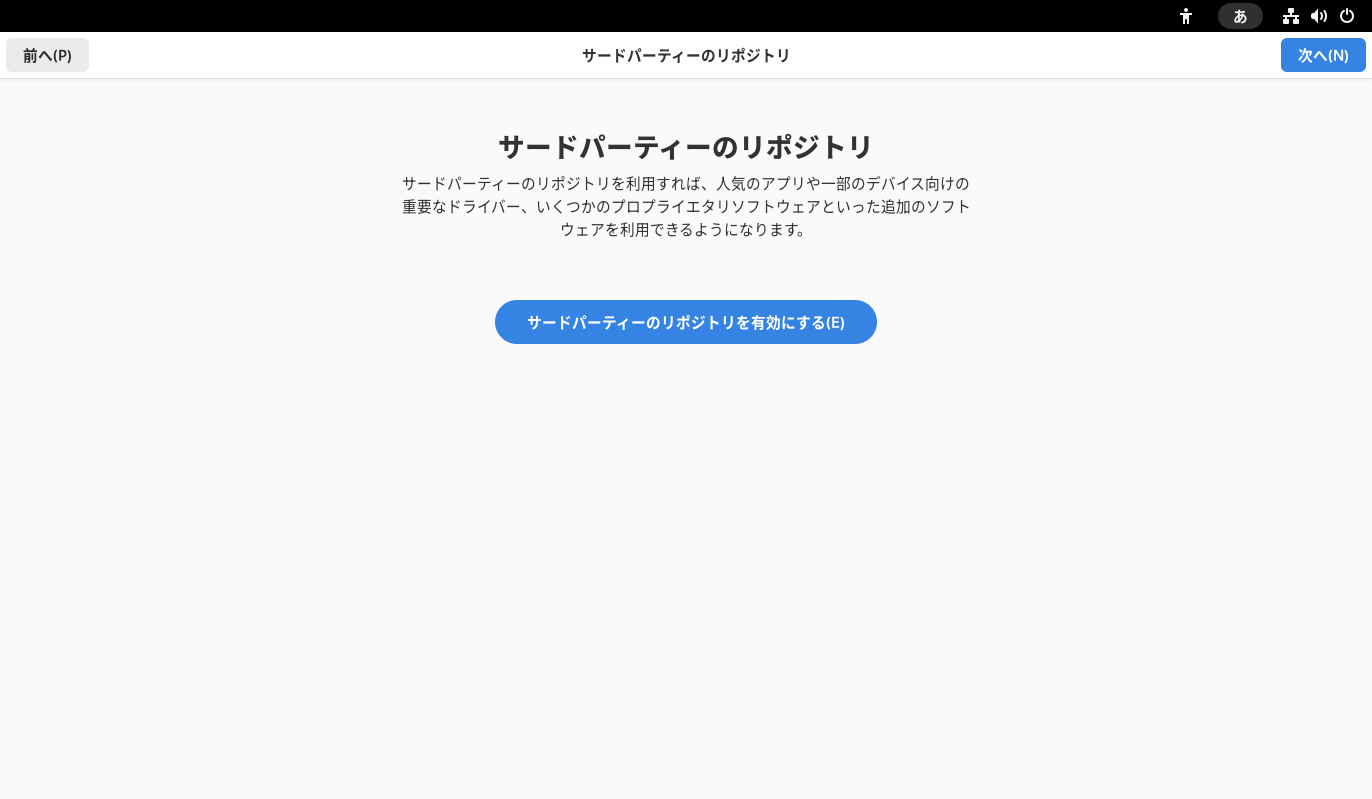 あ
前へ(P)
サードパーティーのリポジトリ
次へ(N)
サードパーティーのリポジトリ
サードパーティーのリポジトリを利用すれば、人気のアプリや一部のデバイス向けの
重要なドライバー、いくつかのプロプライエタリソフトウェアといった追加のソフト
ウェアを利用できるようになります。
サードパーティーのリポジトリを有効にする(E)